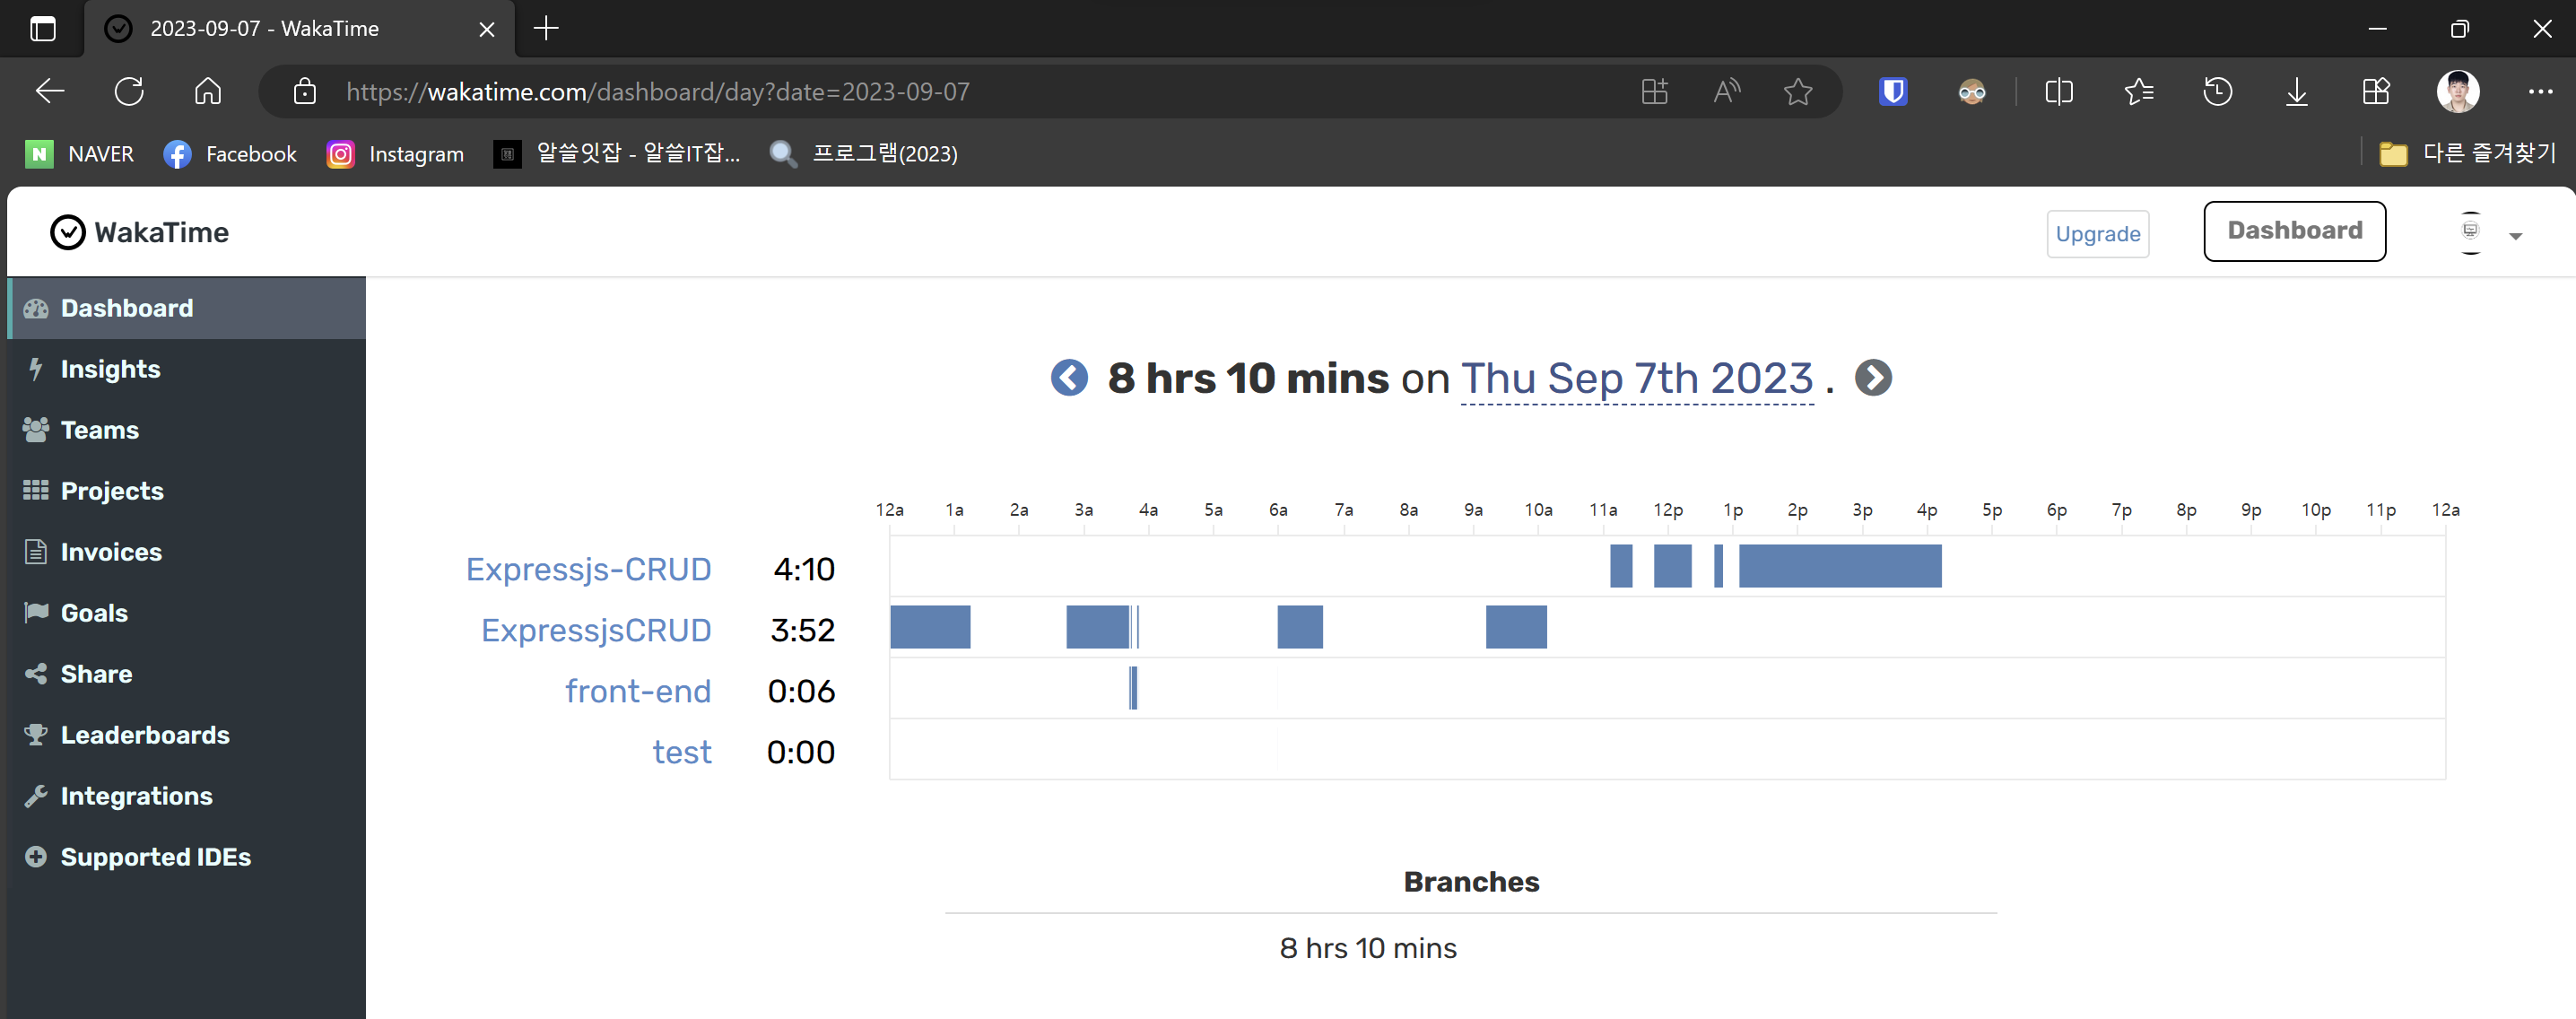 2023-09-07 - WakaTime
https://wakatime.com/dashboard/day?date=2023-09-07
NAVER Facebook Instagram 알쓸잇잡 - 알쓸IT잡... 프로그램(2023) 다른 즐겨찾기
WakaTime Upgrade Dashboard
Dashboard
Insights
Teams
Projects
Invoices
Goals
Share
Leaderboards
Integrations
Supported IDEs
8 hrs 10 mins on Thu Sep 7th 2023 .
12a 1a 2a 3a 4a 5a 6a 7a 8a 9a 10a 11a 12p 1p 2p 3p 4p 5p 6p 7p 8p 9p 10p 11p 12a
Expressjs-CRUD 4:10
ExpressjsCRUD 3:52
front-end 0:06
test 0:00
Branches
8 hrs 10 mins